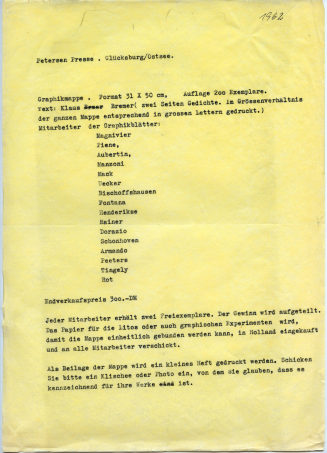 1962
Petersen Presse . Glücksburg/Ostsee.
Graphikmappe . Format 31 X 50 cm, Auflage 200 Exemplare.
Text: Klaus Bremer( zwei Seiten Gedichte. Im Grössenverhältnis
der ganzen Mappe entsprechend in grossen lettern gedruckt.)
Mitarbeiter der Graphikblätter:
Megnivier
Piene,
Aubertin,
Manzoni
Mack
Uecker
Bischoffshausen
Fontana
Henderikse
Rainer
Dorazio
Schonhoven
Armando
Peeters
Tingely
Rot
Endverkaufspreis 300.-DM
Jeder Mitarbeiter erhält zwei Freiexemplare. Der Gewinn wird aufgeteilt.
Das Papier für die litos oder auch graphischen Experimenten wird,
damit die Mappe einheitlich gebunden werden kann, in Holland eingekauft
und an alle Mitarbeiter verschickt.
Als Beilage der Mappe wird ein kleines Heft gedruckt werden. Schicken
Sie bitte ein Klischee oder Photo ein, von dem Sie glauben, dass es
kennzeichnend für ihre Werke ist.